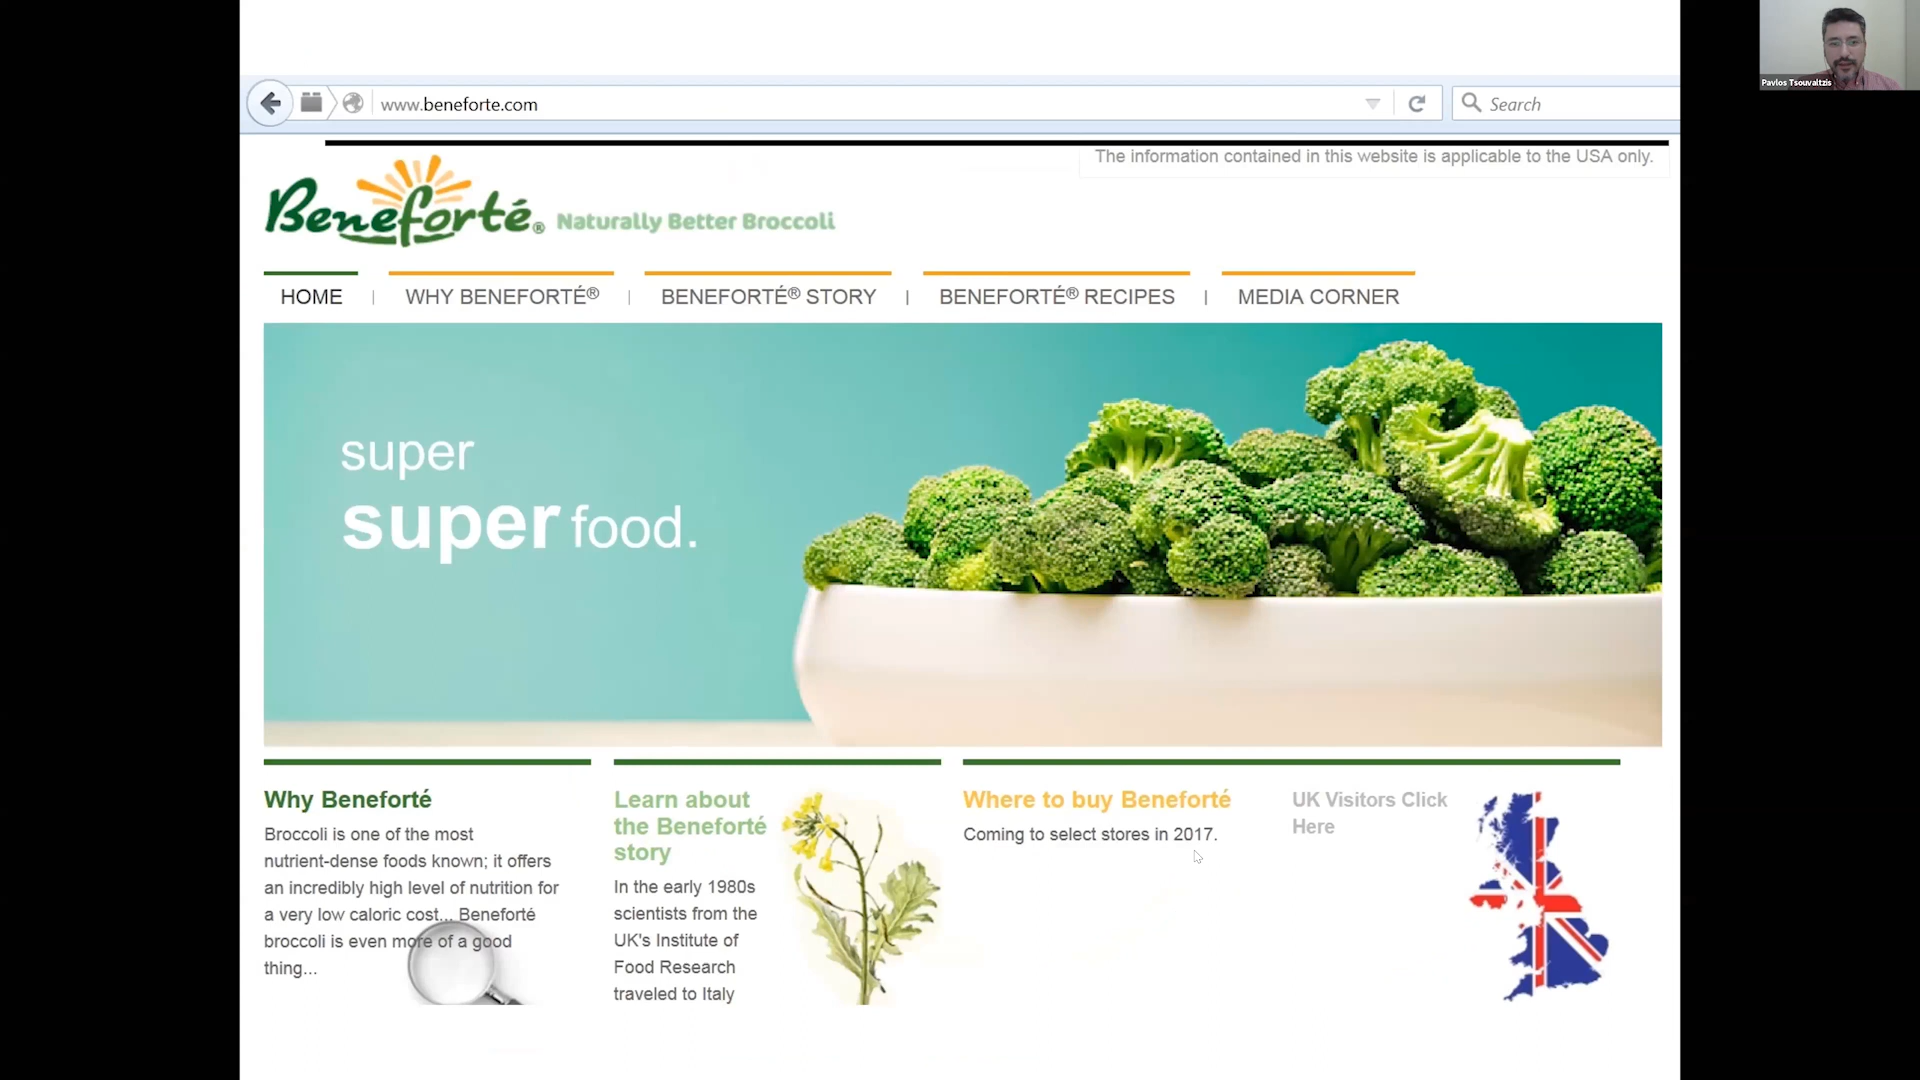 www.beneforte.com
Search
Pavlos Tsouvaltzis
The information contained in this website is applicable to the USA only.
Beneforté® Naturally Better Broccoli
HOME | WHY BENEFORTÉ® | BENEFORTÉ® STORY | BENEFORTÉ® RECIPES | MEDIA CORNER
super
super food.
Why Beneforté
Broccoli is one of the most
nutrient-dense foods known; it offers
an incredibly high level of nutrition for
a very low caloric cost... Beneforté
broccoli is even more of a good
thing...
Learn about
the Beneforté
story
In the early 1980s
scientists from the
UK's Institute of
Food Research
traveled to Italy
Where to buy Beneforté
Coming to select stores in 2017.
UK Visitors Click
Here